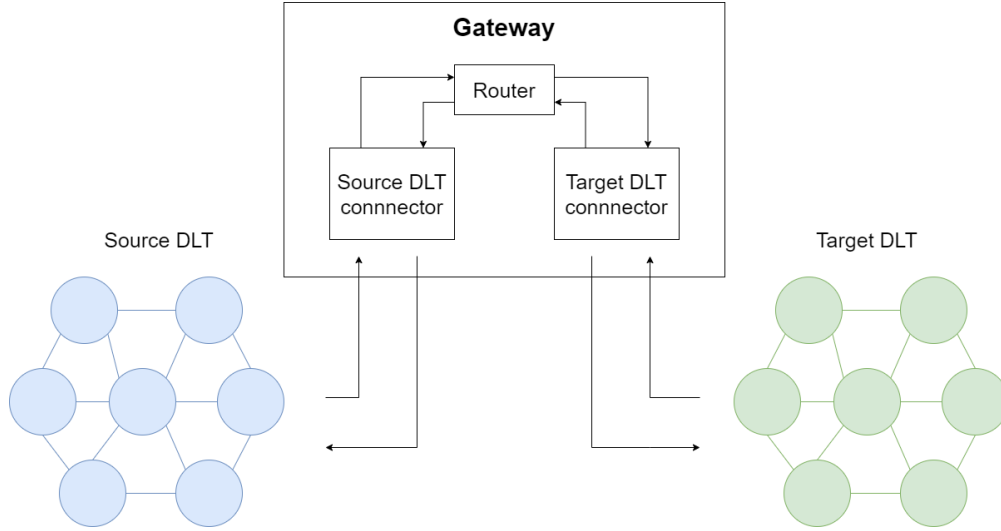 Gateway
Router
Source DLT
connnector
Target DLT
connnector
Source DLT
Target DLT